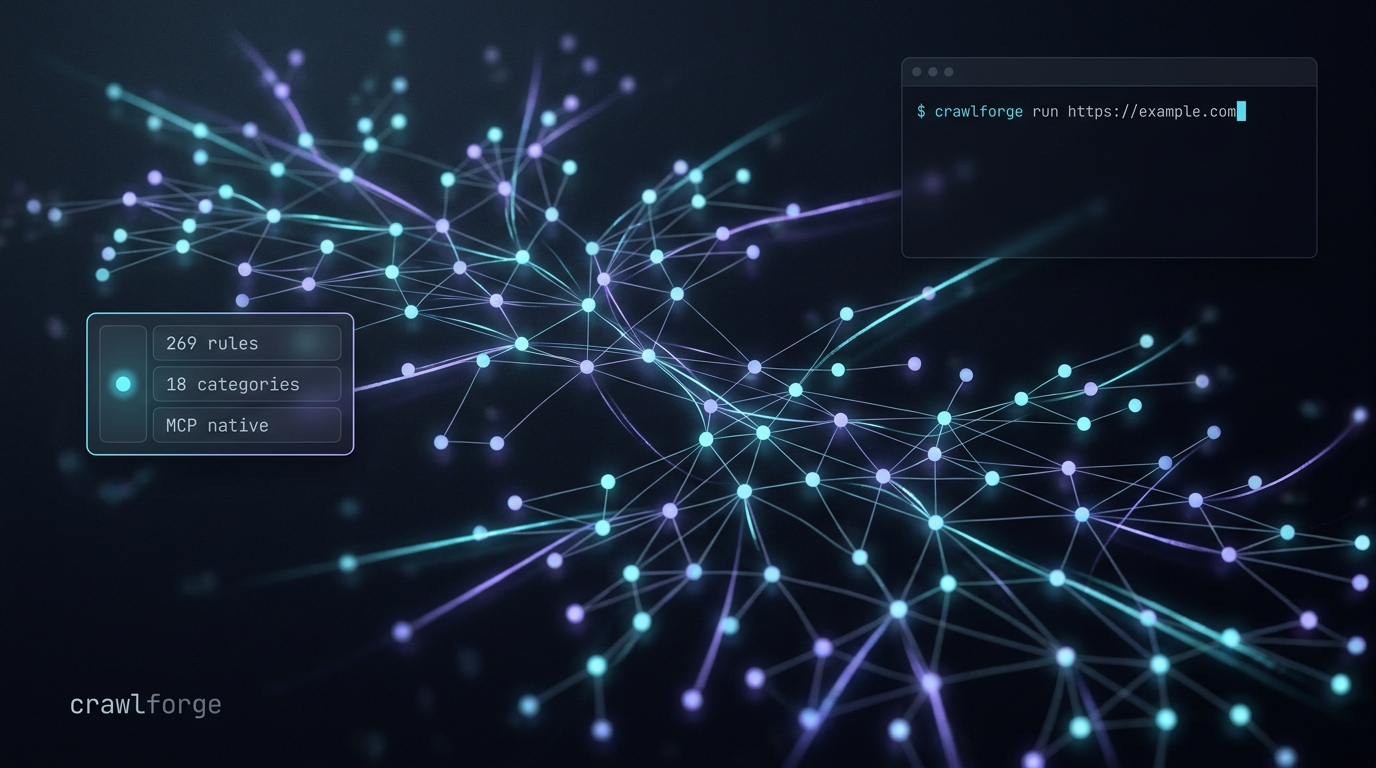 $ crawlforge run https://example.com
269 rules
18 categories
MCP native
crawlforge